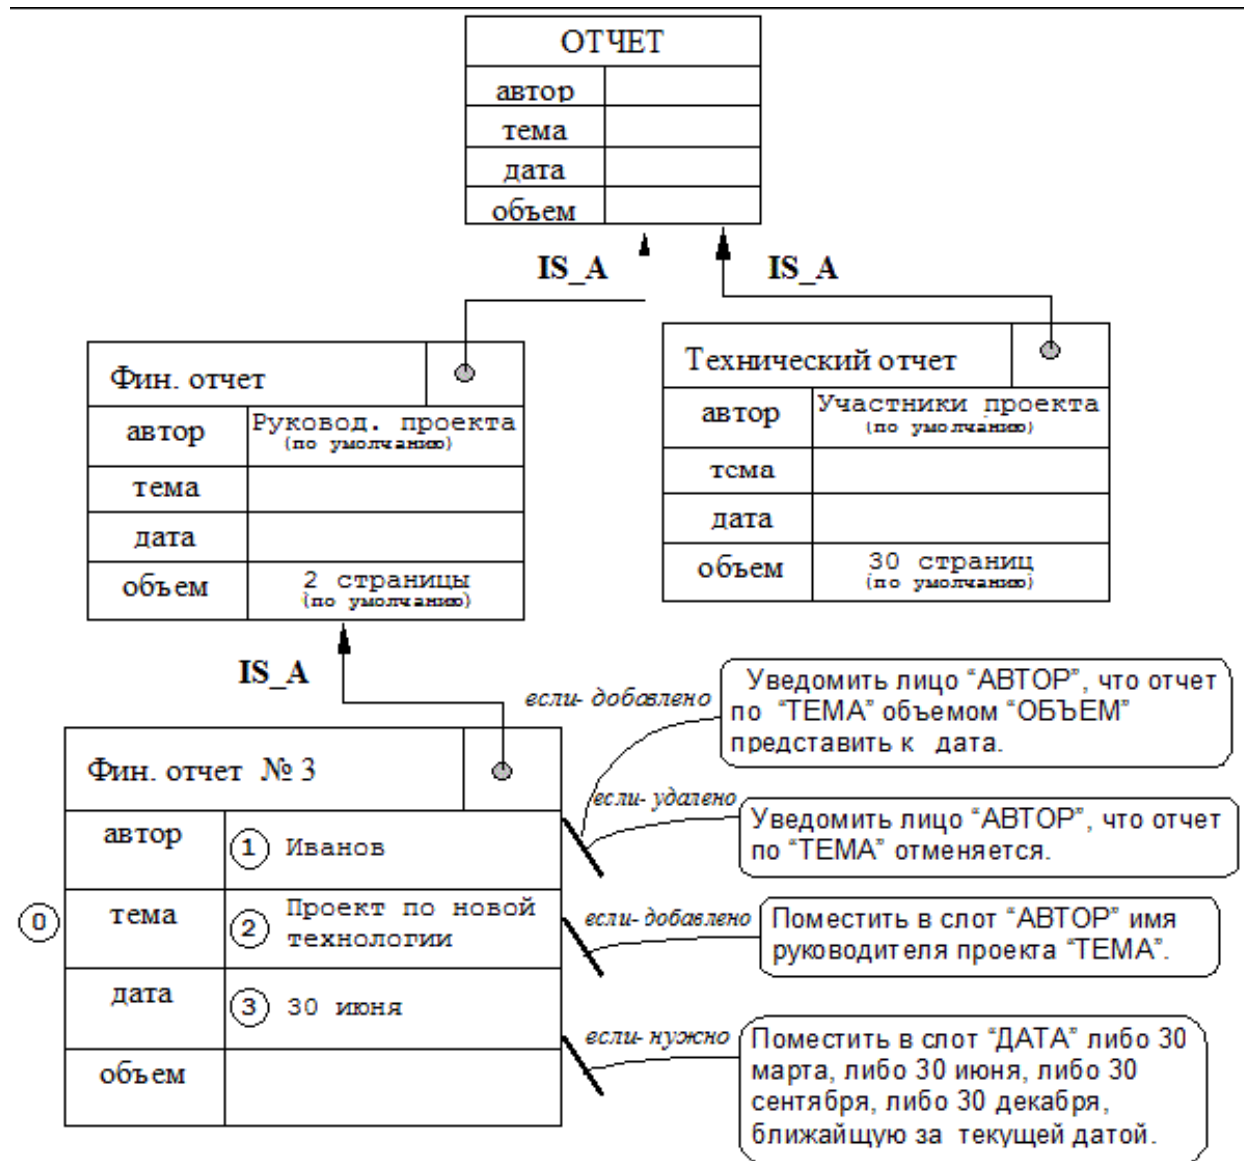 ОТЧЕТ
автор
тема
дата
объем
IS_A
IS_A
Фин. отчет
автор
Руковод. проекта
(по умолчанию)
тема
дата
объем
2 страницы
(по умолчанию)
Технический отчет
автор
Участники проекта
(по умолчанию)
тема
дата
объем
30 страниц
(по умолчанию)
IS_A
Фин. отчет № 3
автор
1 Иванов
0
тема
2 Проект по новой
технологии
дата
3 30 июня
объем
если- добавлено
Уведомить лицо “АВТОР”, что отчет
по “ТЕМА” объемом “ОБЪЕМ”
представить к дата.
если- удалено
Уведомить лицо “АВТОР”, что отчет
по “ТЕМА” отменяется.
если- добавлено
Поместить в слот “АВТОР” имя
руководителя проекта “ТЕМА”.
если- нужно
Поместить в слот “ДАТА” либо 30
марта, либо 30 июня, либо 30
сентября, либо 30 декабря,
ближайщую за текущей датой.